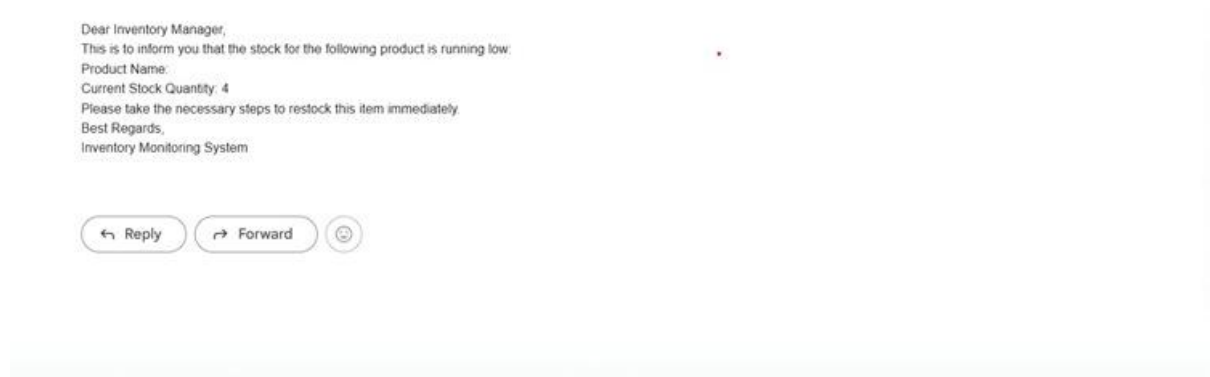 Dear Inventory Manager,
This is to inform you that the stock for the following product is running low:
Product Name:
Current Stock Quantity: 4
Please take the necessary steps to restock this item immediately.
Best Regards,
Inventory Monitoring System
Reply Forward